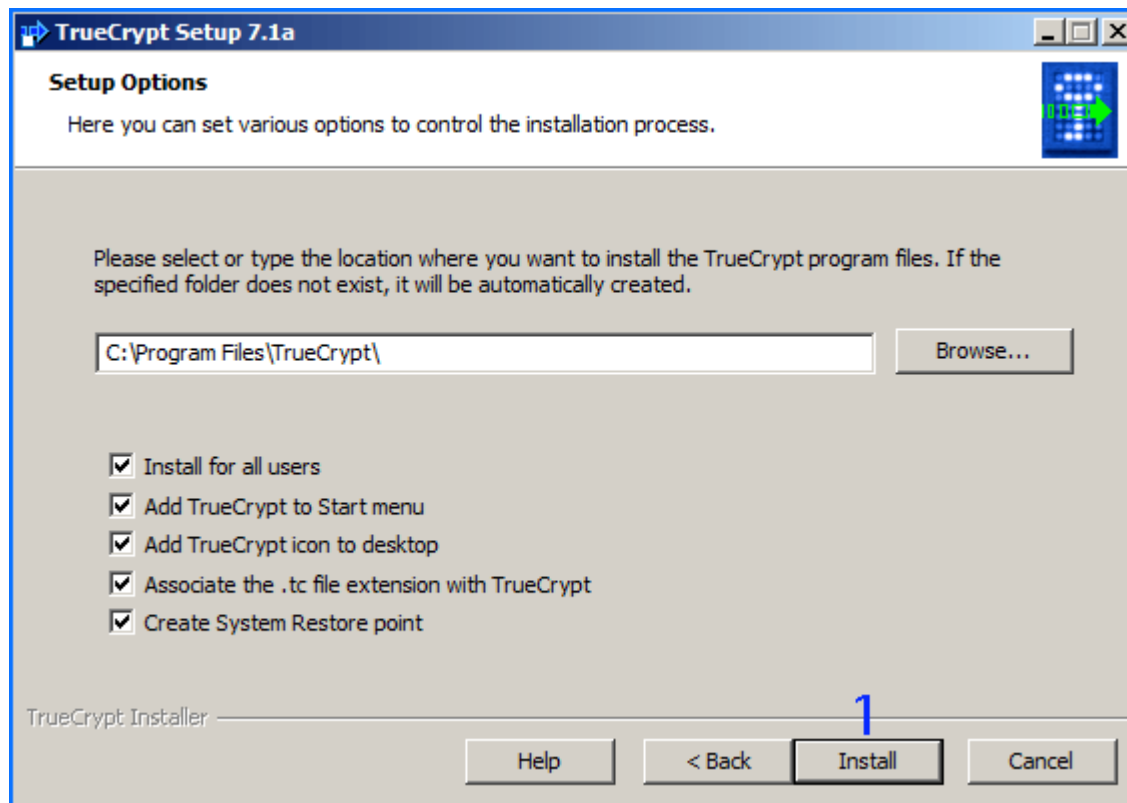 TrueCrypt Setup 7.1a
Setup Options
Here you can set various options to control the installation process.
Please select or type the location where you want to install the TrueCrypt program files. If the
specified folder does not exist, it will be automatically created.
C:\Program Files\TrueCrypt\
Browse...
Install for all users
Add TrueCrypt to Start menu
Add TrueCrypt icon to desktop
Associate the .tc file extension with TrueCrypt
Create System Restore point
TrueCrypt Installer
1
Help
< Back
Install
Cancel